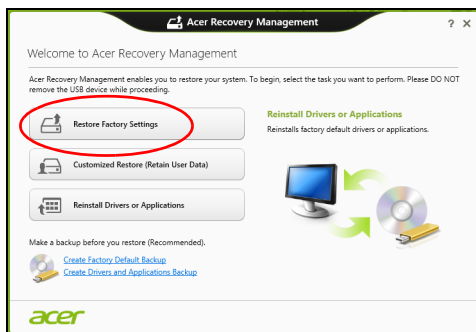 Acer Recovery Management
? X
Welcome to Acer Recovery Management
Acer Recovery Management enables you to restore your system. To begin, select the task you want to perform. Please DO NOT
remove the USB device while proceeding.
Restore Factory Settings
Customized Restore (Retain User Data)
Reinstall Drivers or Applications
Reinstall Drivers or Applications
Reinstalls factory default drivers or applications.
Make a backup before you restore (Recommended).
Create Factory Default Backup
Create Drivers and Applications Backup
acer